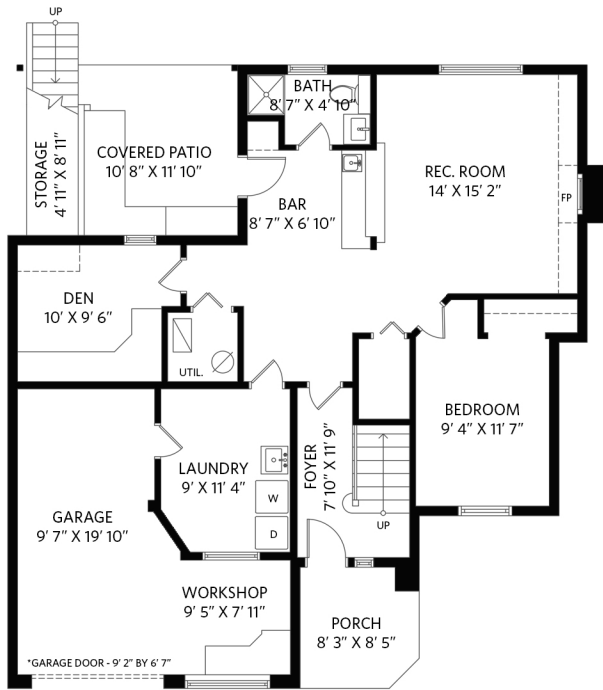 UP
BATH
8' 7" X 4' 10"
STORAGE
4' 11" X 8' 11"
COVERED PATIO
10' 8" X 11' 10"
REC. ROOM
14' X 15' 2"
FP
BAR
8' 7" X 6' 10"
DEN
10' X 9' 6"
UTIL.
BEDROOM
9' 4" X 11' 7"
FOYER
7' 10" X 11' 9"
LAUNDRY
9' X 11' 4"
W
D
UP
GARAGE
9' 7" X 19' 10"
WORKSHOP
9' 5" X 7' 11"
PORCH
8' 3" X 8' 5"
*GARAGE DOOR - 9' 2" BY 6' 7"